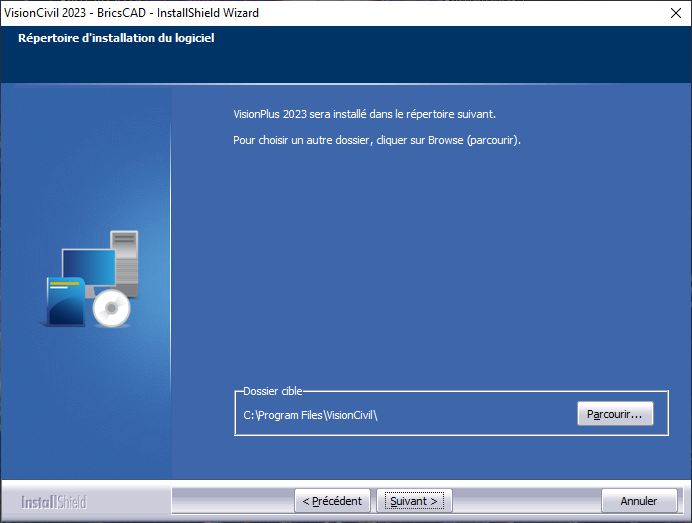 VisionCivil 2023 - BricsCAD - InstallShield Wizard
Répertoire d'installation du logiciel
VisionPlus 2023 sera installé dans le répertoire suivant.
Pour choisir un autre dossier, cliquer sur Browse (parcourir).
Dossier cible
C:\Program Files\VisionCivil\
Parcourir...
InstallShield
< Précédent
Suivant >
Annuler